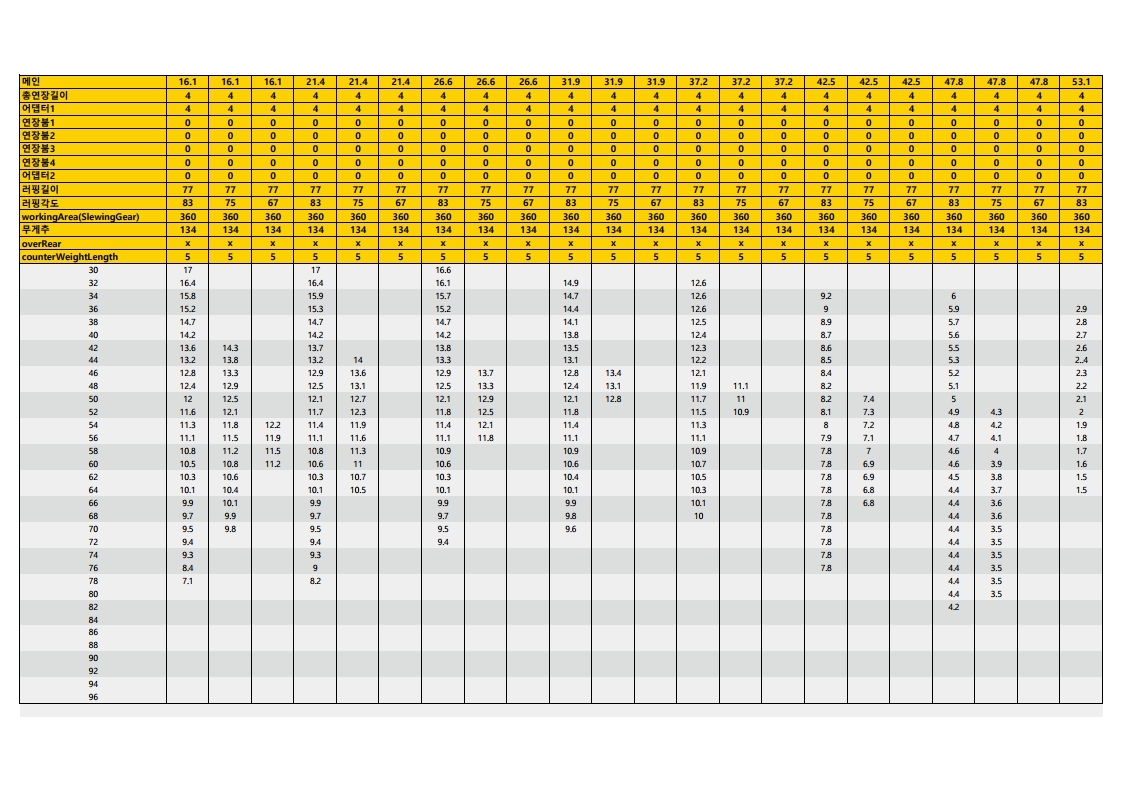 메인 16.1 16.1 16.1 21.4 21.4 21.4 26.6 26.6 26.6 31.9 31.9 31.9 37.2 37.2 37.2 42.5 42.5 42.5 47.8 47.8 47.8 53.1
총연장길이 4 4 4 4 4 4 4 4 4 4 4 4 4 4 4 4 4 4 4 4 4 4
어댑터1 4 4 4 4 4 4 4 4 4 4 4 4 4 4 4 4 4 4 4 4 4 4
연장붐1 0 0 0 0 0 0 0 0 0 0 0 0 0 0 0 0 0 0 0 0 0 0
연장붐2 0 0 0 0 0 0 0 0 0 0 0 0 0 0 0 0 0 0 0 0 0 0
연장붐3 0 0 0 0 0 0 0 0 0 0 0 0 0 0 0 0 0 0 0 0 0 0
연장붐4 0 0 0 0 0 0 0 0 0 0 0 0 0 0 0 0 0 0 0 0 0 0
어댑터2 0 0 0 0 0 0 0 0 0 0 0 0 0 0 0 0 0 0 0 0 0 0
러핑길이 77 77 77 77 77 77 77 77 77 77 77 77 77 77 77 77 77 77 77 77 77 77
러핑각도 83 75 67 83 75 67 83 75 67 83 75 67 83 75 67 83 75 67 83 75 67 83
workingArea(SlewingGear) 360 360 360 360 360 360 360 360 360 360 360 360 360 360 360 360 360 360 360 360 360 360
무게추 134 134 134 134 134 134 134 134 134 134 134 134 134 134 134 134 134 134 134 134 134 134
overRear x x x x x x x x x x x x x x x x x x x x x x
counterWeightLength 5 5 5 5 5 5 5 5 5 5 5 5 5 5 5 5 5 5 5 5 5 5
30 17 17 16.6
32 16.4 16.4 16.1 14.9 12.6
34 15.8 15.9 15.7 14.7 12.6 9.2 6
36 15.2 15.3 15.2 14.4 12.6 9 5.9 2.9
38 14.7 14.7 14.7 14.1 12.5 8.9 5.7 2.8
40 14.2 14.2 14.2 13.8 12.4 8.7 5.6 2.7
42 13.6 14.3 13.7 13.8 13.5 12.3 8.6 5.5 2.6
44 13.2 13.8 13.2 14 13.3 13.1 12.2 8.5 5.3 2..4
46 12.8 13.3 12.9 13.6 12.9 13.7 12.8 13.4 12.1 8.4 5.2 2.3
48 12.4 12.9 12.5 13.1 12.5 13.3 12.4 13.1 11.9 11.1 8.2 5.1 2.2
50 12 12.5 12.1 12.7 12.1 12.9 12.1 12.8 11.7 11 8.2 7.4 5 2.1
52 11.6 12.1 11.7 12.3 11.8 12.5 11.8 11.5 10.9 8.1 7.3 4.9 4.3 2
54 11.3 11.8 12.2 11.4 11.9 11.4 12.1 11.4 11.3 8 7.2 4.8 4.2 1.9
56 11.1 11.5 11.9 11.1 11.6 11.1 11.8 11.1 11.1 7.9 7.1 4.7 4.1 1.8
58 10.8 11.2 11.5 10.8 11.3 10.9 10.9 10.9 7.8 7 4.6 4 1.7
60 10.5 10.8 11.2 10.6 11 10.6 10.6 10.7 7.8 6.9 4.6 3.9 1.6
62 10.3 10.6 10.3 10.7 10.3 10.4 10.5 7.8 6.9 4.5 3.8 1.5
64 10.1 10.4 10.1 10.5 10.1 10.1 10.3 7.8 6.8 4.4 3.7 1.5
66 9.9 10.1 9.9 9.9 9.9 10.1 7.8 6.8 4.4 3.6
68 9.7 9.9 9.7 9.7 9.8 10 7.8 4.4 3.6
70 9.5 9.8 9.5 9.5 9.6 7.8 4.4 3.5
72 9.4 9.4 9.4 7.8 4.4 3.5
74 9.3 9.3 7.8 4.4 3.5
76 8.4 9 7.8 4.4 3.5
78 7.1 8.2 4.4 3.5
80 4.4 3.5
82 4.2
84
86
88
90
92
94
96